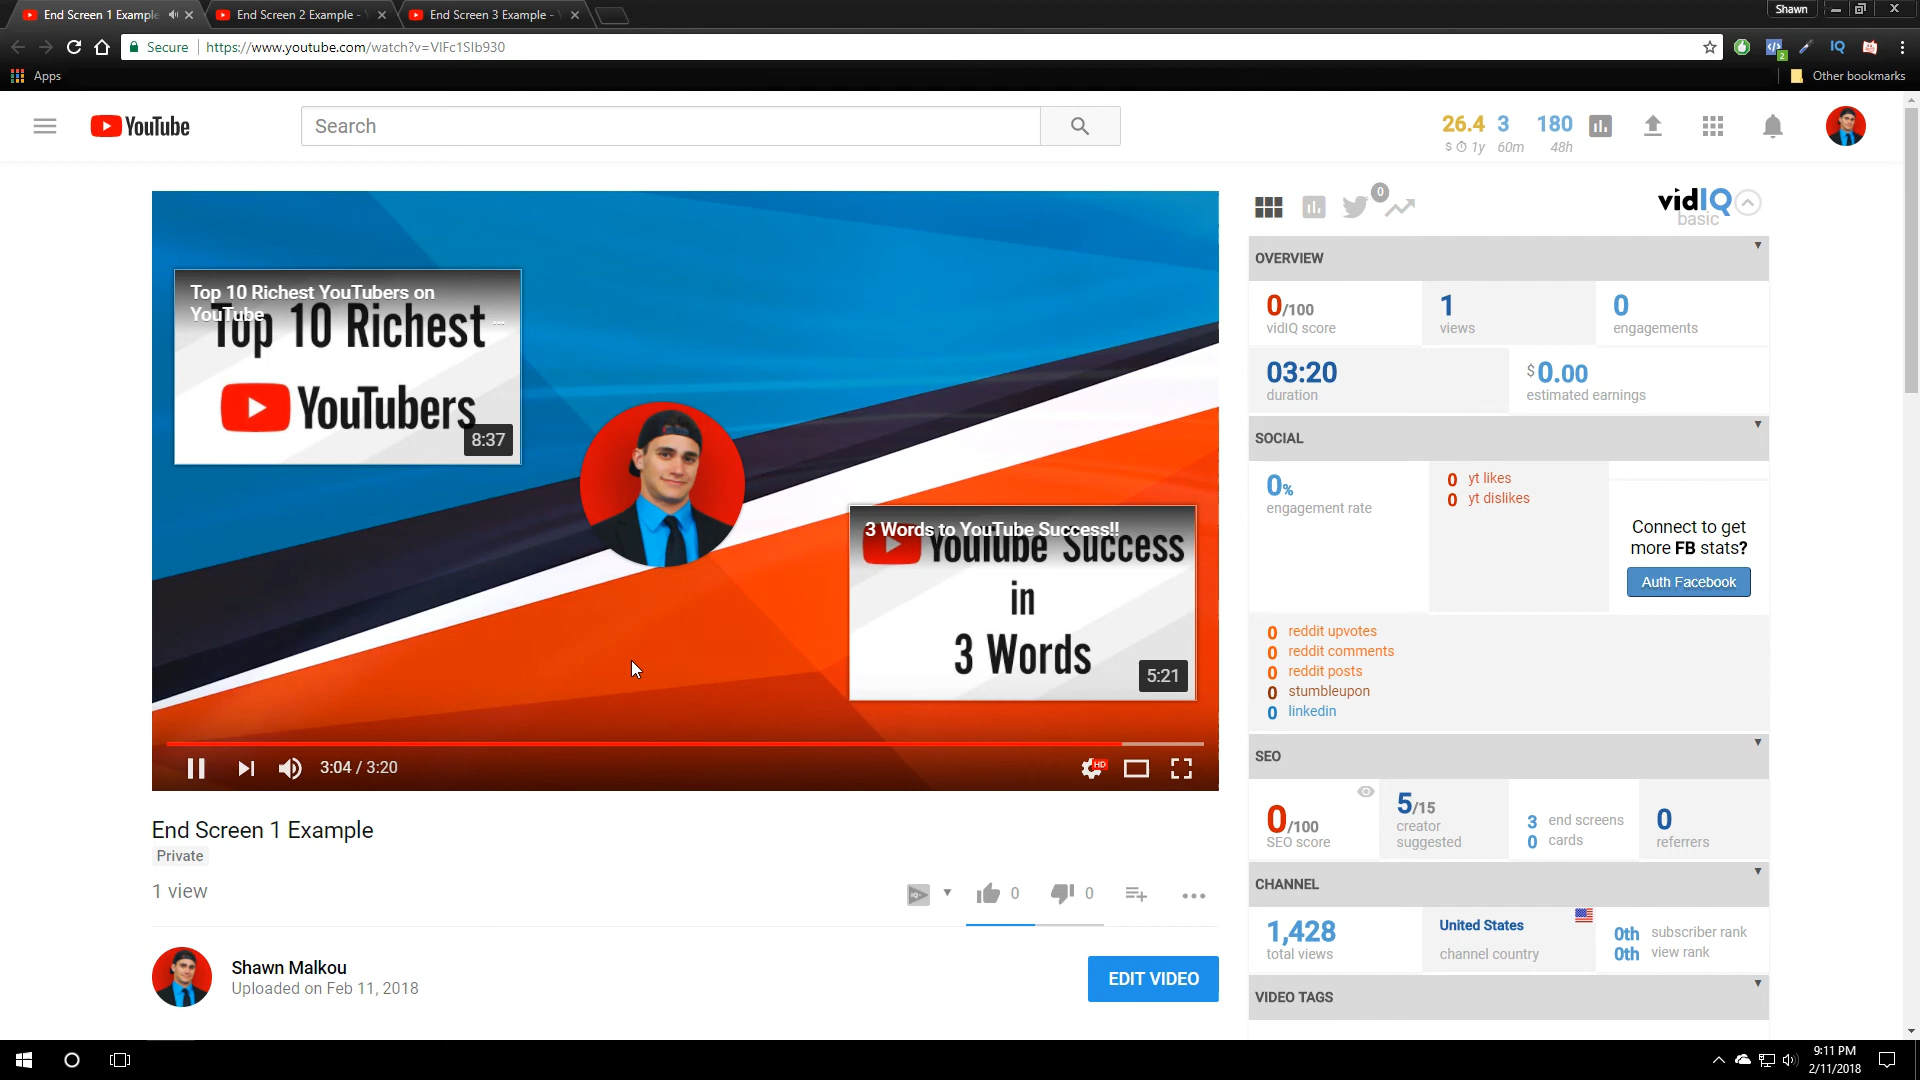 End Screen 1 Example
End Screen 2 Example -
End Screen 3 Example -
Shawn
Secure
https://www.youtube.com/watch?v=VlFc1Slb930
IQ
2
Apps
Other bookmarks
YouTube
Search
26.4 3 180
$ 1y 60m 48h
0
vidIQ
basic
Top 10 Richest YouTubers on
YouTube
...
Top 10 Richest
YouTubers
8:37
3 Words to YouTube Success!!
YouTube Success
in
3 Words
5:21
3:04 / 3:20
HD
End Screen 1 Example
Private
1 view
0
0
Shawn Malkou
Uploaded on Feb 11, 2018
EDIT VIDEO
OVERVIEW
0/100
vidIQ score
1
views
0
engagements
03:20
duration
$0.00
estimated earnings
SOCIAL
0%
engagement rate
0 yt likes
0 yt dislikes
Connect to get
more FB stats?
Auth Facebook
0 reddit upvotes
0 reddit comments
0 reddit posts
0 stumbleupon
0 linkedin
SEO
0/100
SEO score
5/15
creator
suggested
3 end screens
0 cards
0
referrers
CHANNEL
1,428
total views
United States
channel country
0th subscriber rank
0th view rank
VIDEO TAGS
9:11 PM
2/11/2018